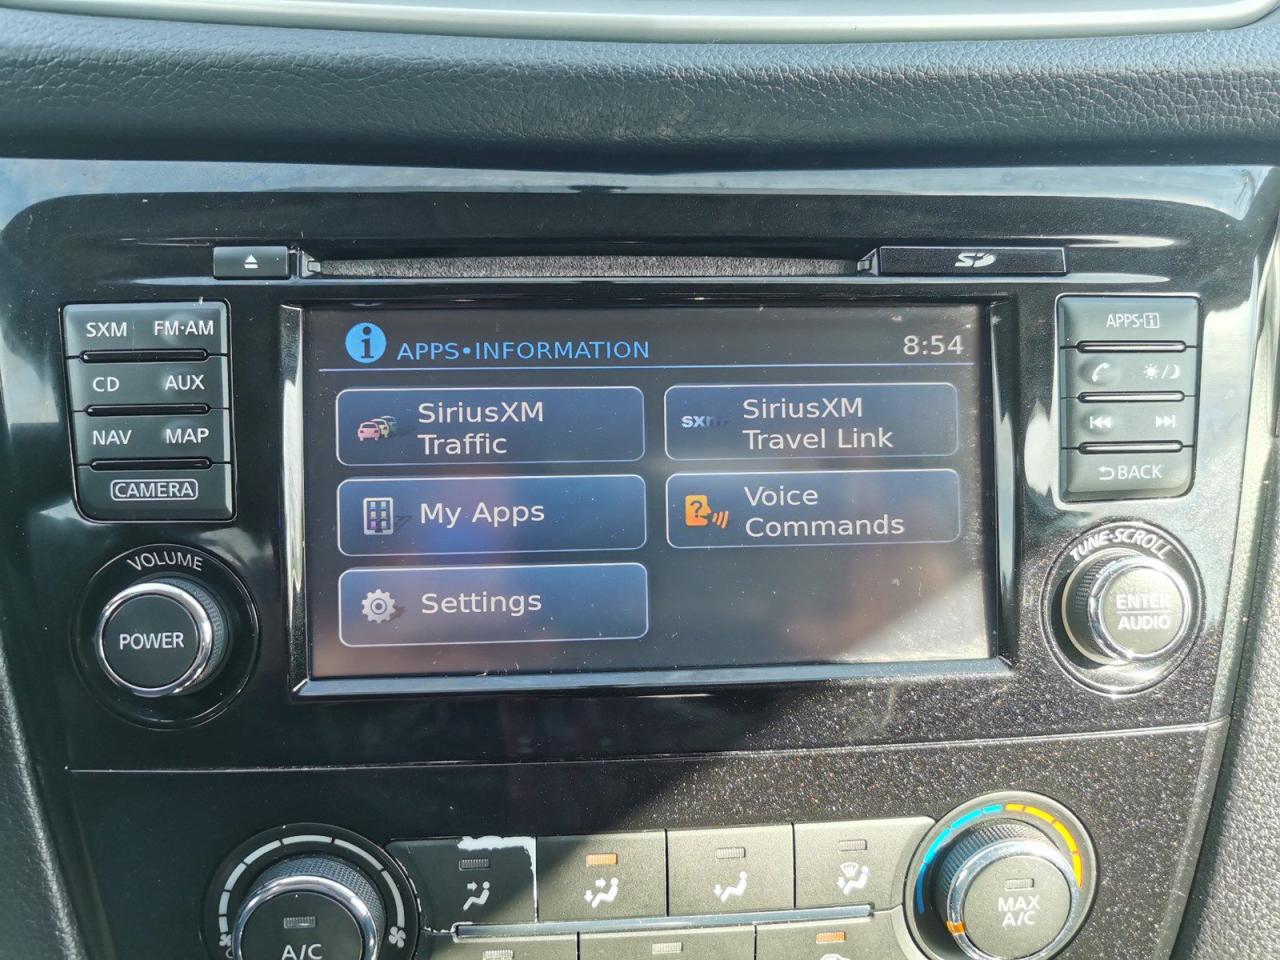 SD
SXM FM·AM
CD AUX
NAV MAP
CAMERA
VOLUME
POWER
i APPS•INFORMATION 8:54
SiriusXM
Traffic
sxm SiriusXM
Travel Link
My Apps
? Voice
Commands
Settings
APPS·i
BACK
TUNE·SCROLL
ENTER
AUDIO
A/C
MAX
A/C